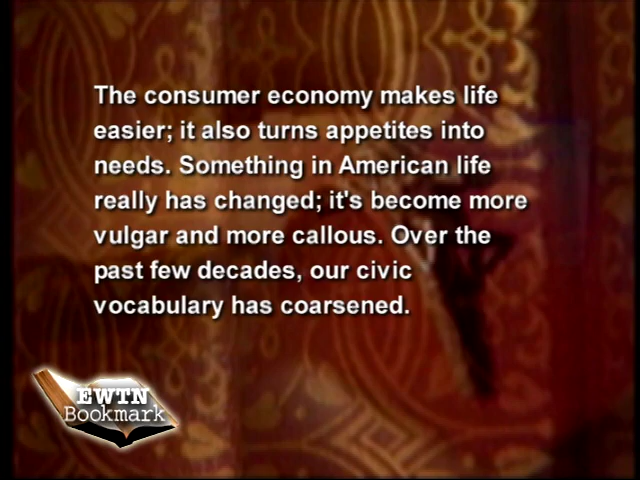 The consumer economy makes life
easier; it also turns appetites into
needs. Something in American life
really has changed; it's become more
vulgar and more callous. Over the
past few decades, our civic
vocabulary has coarsened.
EWTN
Bookmark